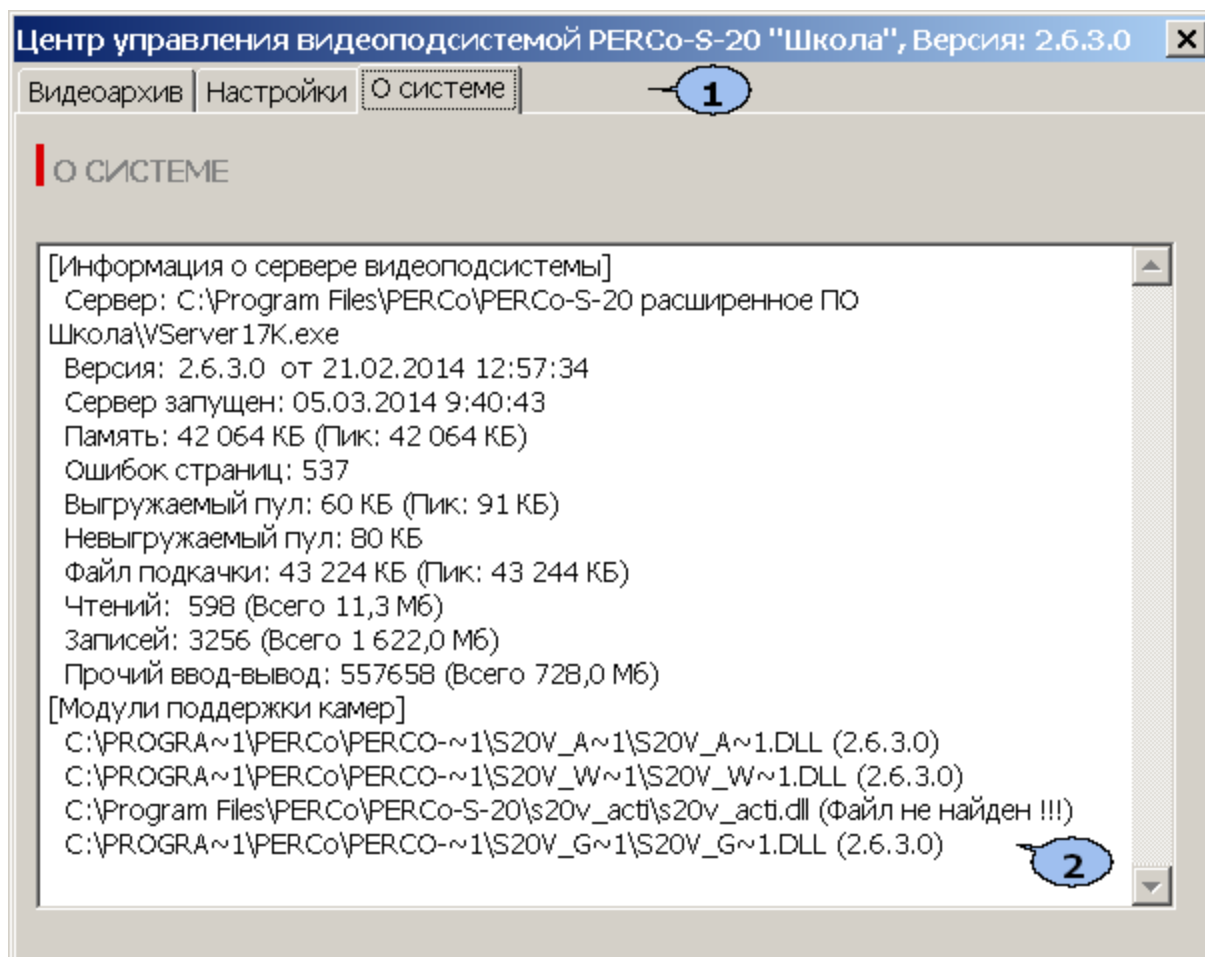 Центр управления видеоподсистемой PERCo-S-20 "Школа", Версия: 2.6.3.0
Видеоархив Настройки О системе 1
О СИСТЕМЕ
[Информация о сервере видеоподсистемы]
Сервер: C:\Program Files\PERCo\PERCo-S-20 расширенное ПО
Школа\VServer17K.exe
Версия: 2.6.3.0 от 21.02.2014 12:57:34
Сервер запущен: 05.03.2014 9:40:43
Память: 42 064 КБ (Пик: 42 064 КБ)
Ошибок страниц: 537
Выгружаемый пул: 60 КБ (Пик: 91 КБ)
Невыгружаемый пул: 80 КБ
Файл подкачки: 43 224 КБ (Пик: 43 244 КБ)
Чтений: 598 (Всего 11,3 Мб)
Записей: 3256 (Всего 1 622,0 Мб)
Прочий ввод-вывод: 557658 (Всего 728,0 Мб)
[Модули поддержки камер]
C:\PROGRA~1\PERCo\PERCO-~1\S20V_A~1\S20V_A~1.DLL (2.6.3.0)
C:\PROGRA~1\PERCo\PERCO-~1\S20V_W~1\S20V_W~1.DLL (2.6.3.0)
C:\Program Files\PERCo\PERCo-S-20\s20v_acti\s20v_acti.dll (Файл не найден !!!)
C:\PROGRA~1\PERCo\PERCO-~1\S20V_G~1\S20V_G~1.DLL (2.6.3.0)
2